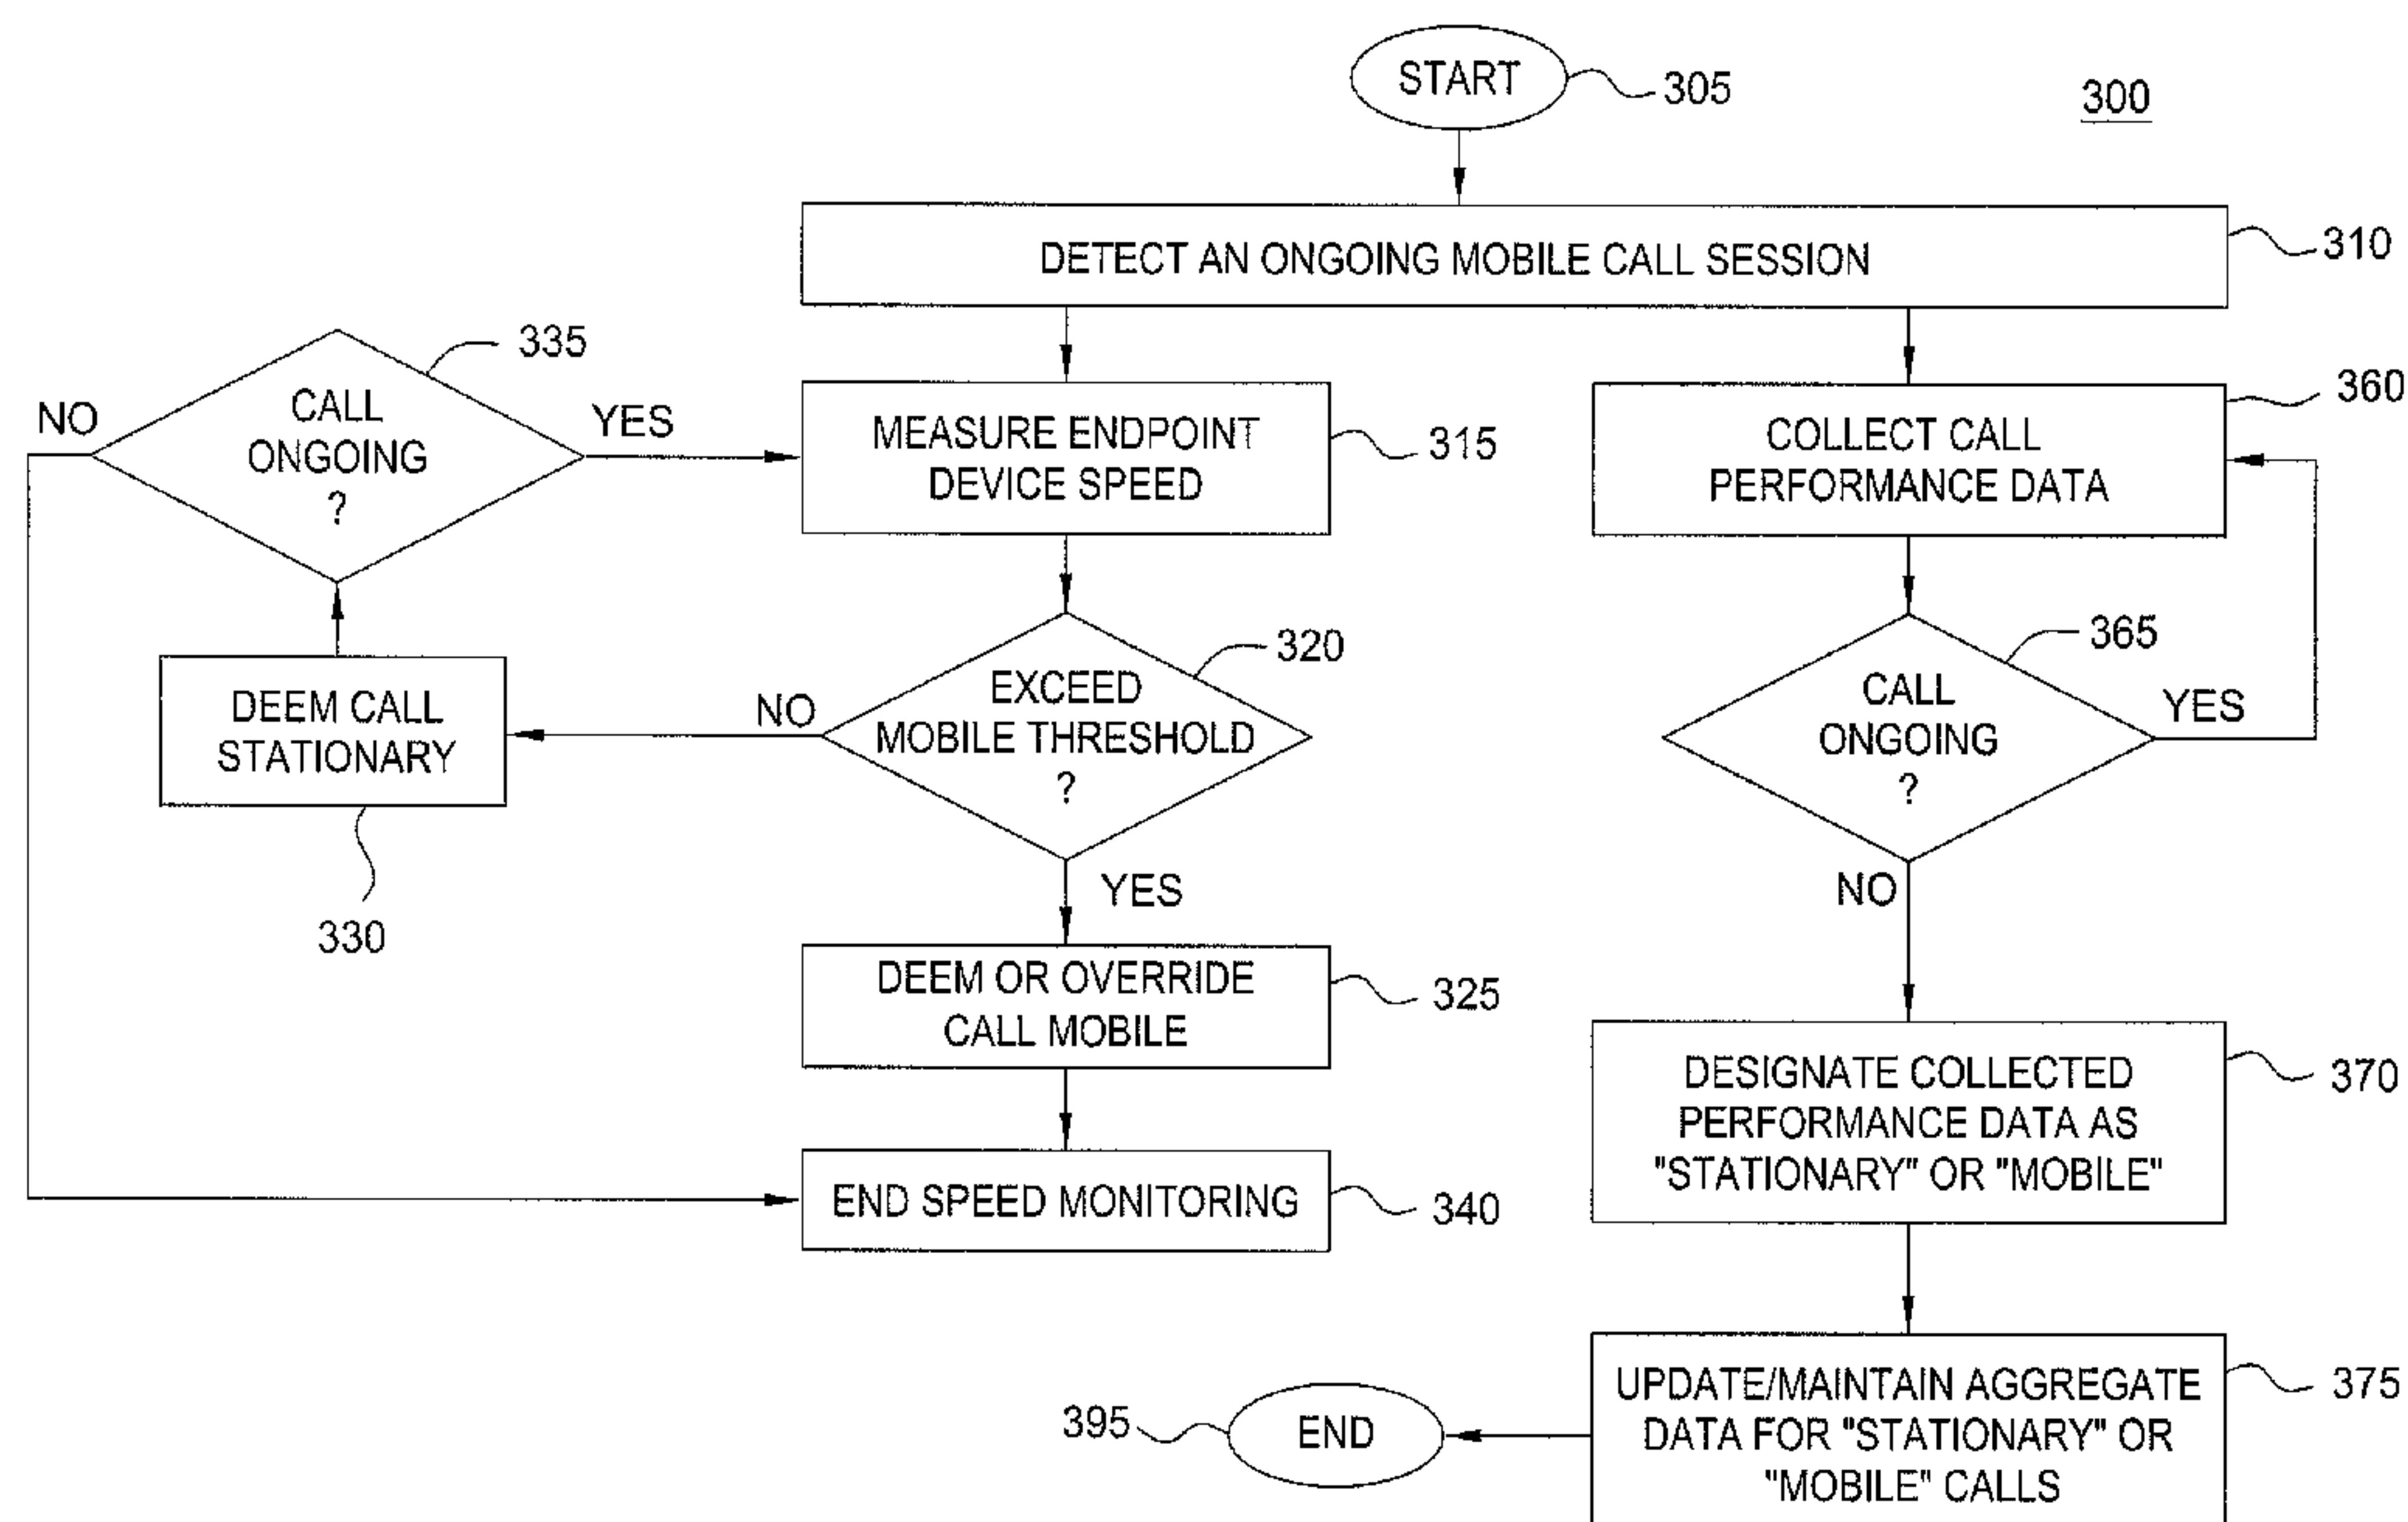 START
305
300
DETECT AN ONGOING MOBILE CALL SESSION
310
335
CALL
ONGOING
?
NO
YES
MEASURE ENDPOINT
DEVICE SPEED
315
COLLECT CALL
PERFORMANCE DATA
360
DEEM CALL
STATIONARY
330
NO
EXCEED
MOBILE THRESHOLD
?
320
YES
CALL
ONGOING
?
365
YES
NO
DEEM OR OVERRIDE
CALL MOBILE
325
END SPEED MONITORING
340
DESIGNATE COLLECTED
PERFORMANCE DATA AS
"STATIONARY" OR "MOBILE"
370
UPDATE/MAINTAIN AGGREGATE
DATA FOR "STATIONARY" OR
"MOBILE" CALLS
375
395
END